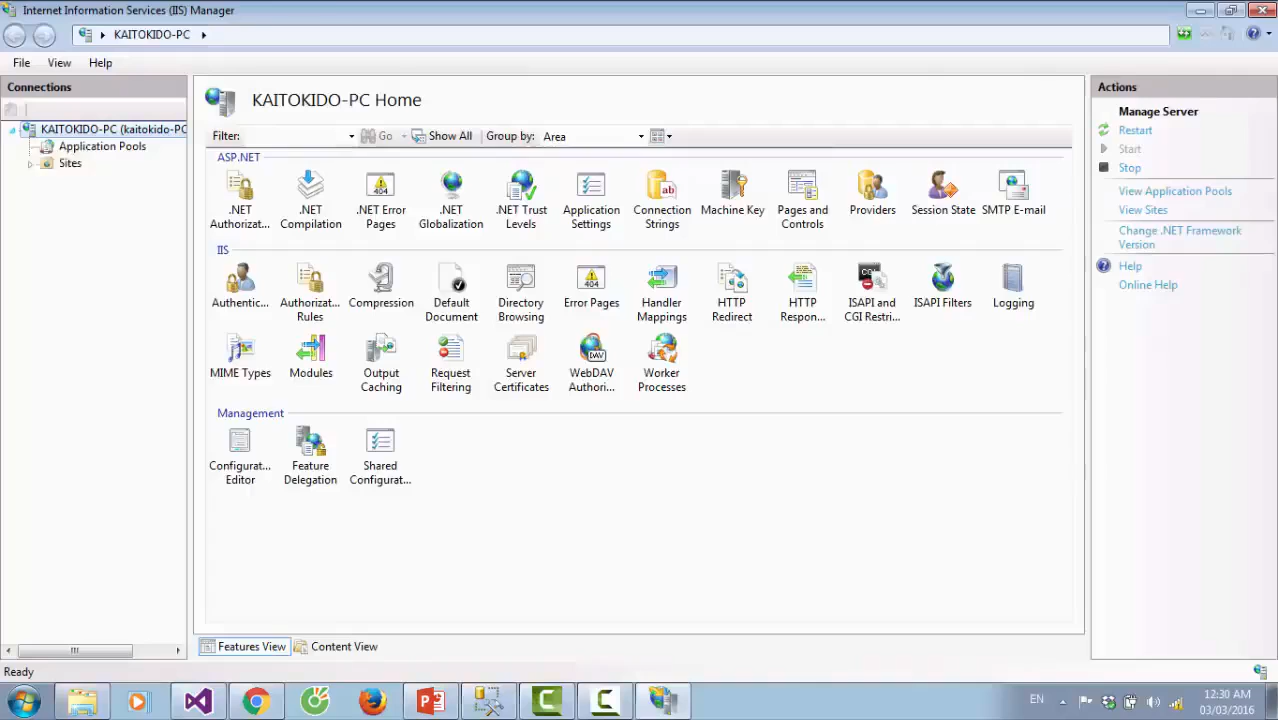 Internet Information Services (IIS) Manager
KAITOKIDO-PC
File View Help
Connections
KAITOKIDO-PC (kaitokido-PC
Application Pools
Sites
KAITOKIDO-PC Home
Filter: Go Show All Group by: Area
ASP.NET
.NET Authorizat...
.NET Compilation
.NET Error Pages
.NET Globalization
.NET Trust Levels
Application Settings
Connection Strings
Machine Key
Pages and Controls
Providers
Session State
SMTP E-mail
IIS
Authentic...
Authorizat... Rules
Compression
Default Document
Directory Browsing
Error Pages
Handler Mappings
HTTP Redirect
HTTP Respon...
ISAPI and CGI Restri...
ISAPI Filters
Logging
MIME Types
Modules
Output Caching
Request Filtering
Server Certificates
WebDAV Authori...
Worker Processes
Management
Configurat... Editor
Feature Delegation
Shared Configurat...
Features View Content View
Actions
Manage Server
Restart
Start
Stop
View Application Pools
View Sites
Change .NET Framework
Version
Help
Online Help
Ready
EN
12:30 AM
03/03/2016